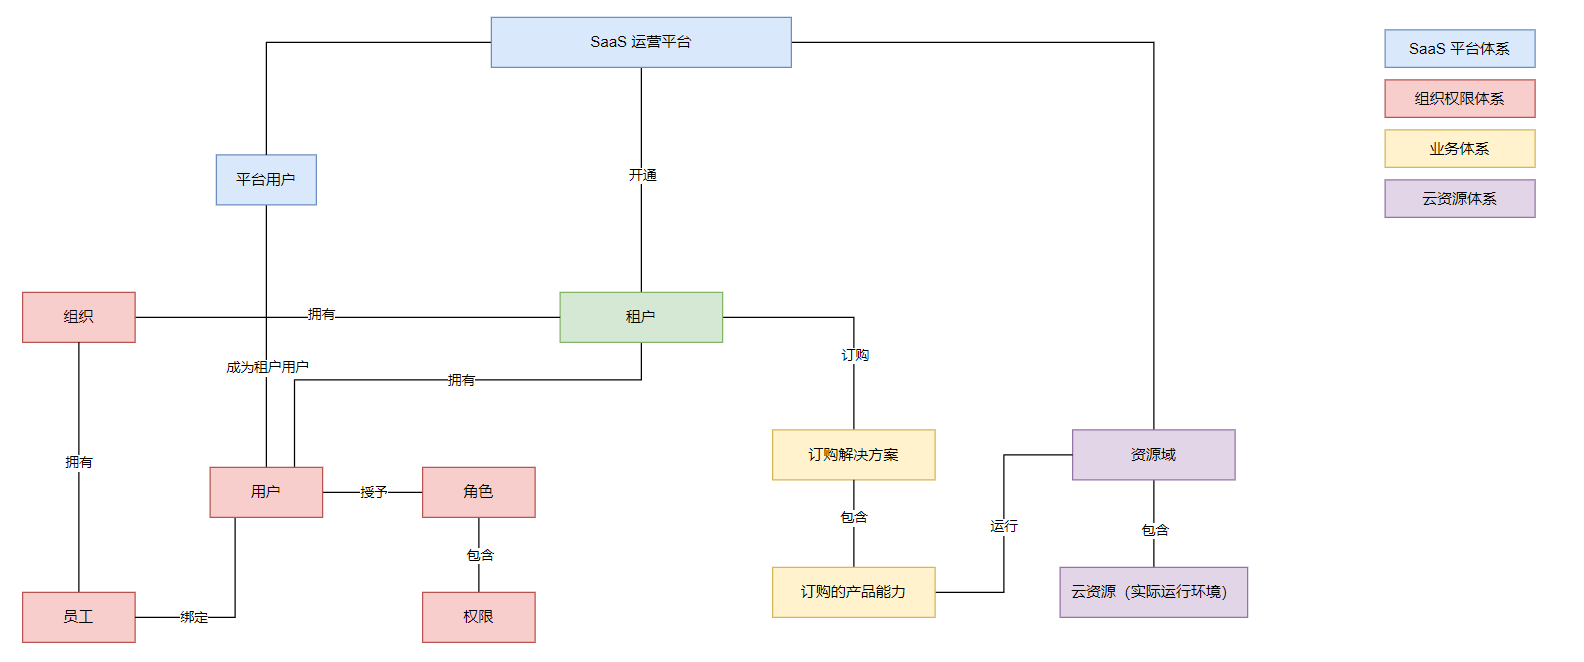 SaaS 运营平台
SaaS 平台体系
组织权限体系
业务体系
云资源体系
平台用户
开通
组织
拥有
租户
订购
成为租户用户
拥有
拥有
订购解决方案
资源域
用户
授予
角色
包含
运行
包含
包含
员工
绑定
权限
订购的产品能力
云资源（实际运行环境）